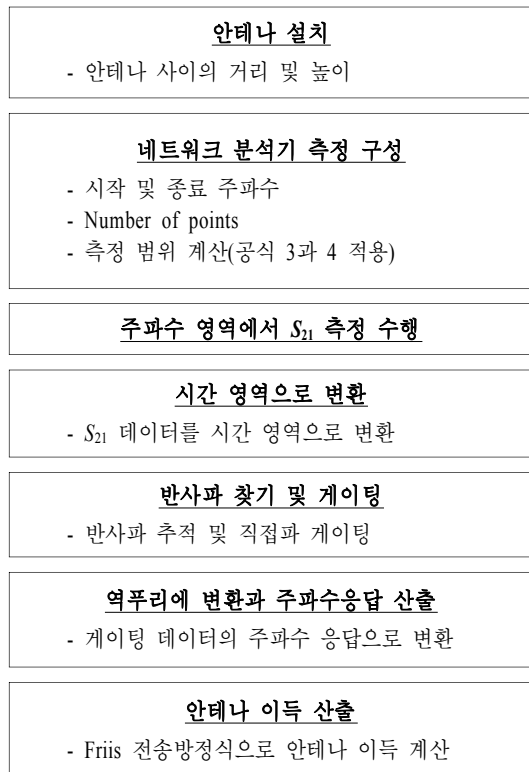 안테나 설치
- 안테나 사이의 거리 및 높이
네트워크 분석기 측정 구성
- 시작 및 종료 주파수
- Number of points
- 측정 범위 계산(공식 3과 4 적용)
주파수 영역에서 S21 측정 수행
시간 영역으로 변환
- S21 데이터를 시간 영역으로 변환
반사파 찾기 및 게이팅
- 반사파 추적 및 직접파 게이팅
역푸리에 변환과 주파수응답 산출
- 게이팅 데이터의 주파수 응답으로 변환
안테나 이득 산출
- Friis 전송방정식으로 안테나 이득 계산